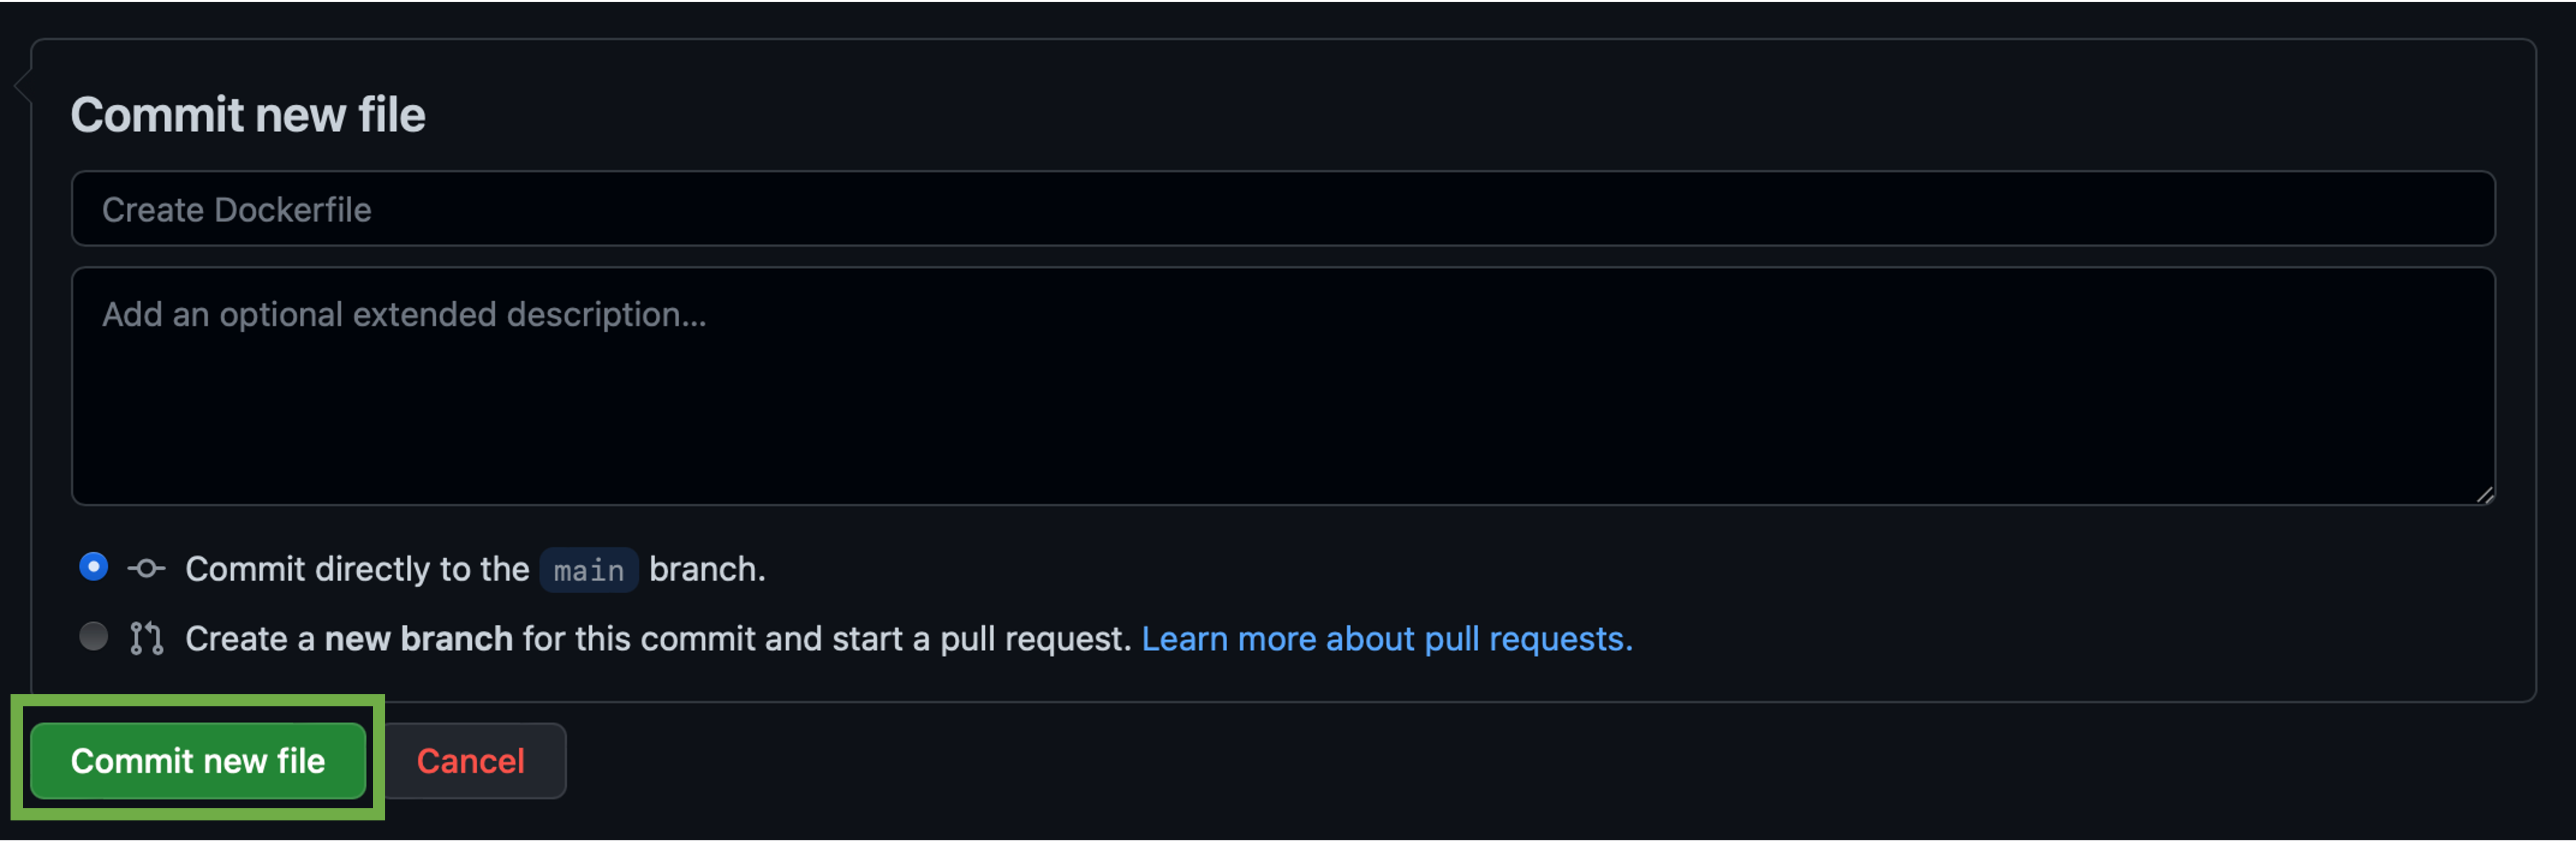 Commit new file
Create Dockerfile
Add an optional extended description...
Commit directly to the main branch.
Create a new branch for this commit and start a pull request. Learn more about pull requests.
Commit new file Cancel